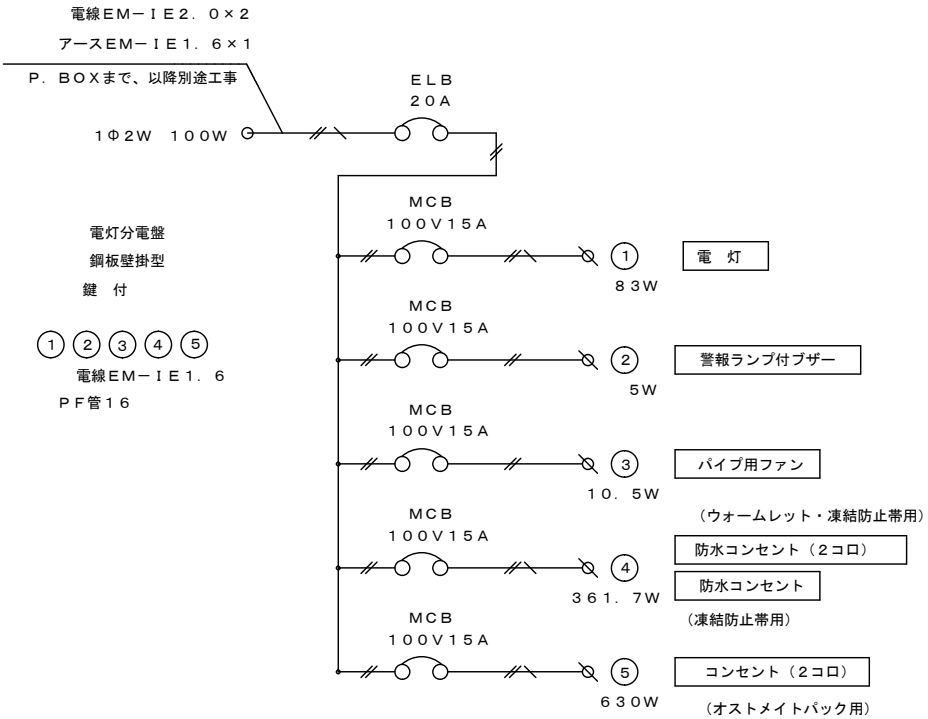 電線EM－IE2．0×2
アースEM－IE1．6×1
P．BOXまで、以降別途工事
ELB
20A
1Φ2W　100W
MCB
100V15A
電灯分電盤
鋼板壁掛型
鍵　付
1
電　灯
83W
MCB
100V15A
1 2 3 4 5
電線EM－IE1．6
PF管16
2
警報ランプ付ブザー
5W
MCB
100V15A
3
パイプ用ファン
10．5W
（ウォームレット・凍結防止帯用）
MCB
100V15A
防水コンセント（2コロ）
4
防水コンセント
361．7W
（凍結防止帯用）
MCB
100V15A
5
コンセント（2コロ）
630W
（オストメイトパック用）